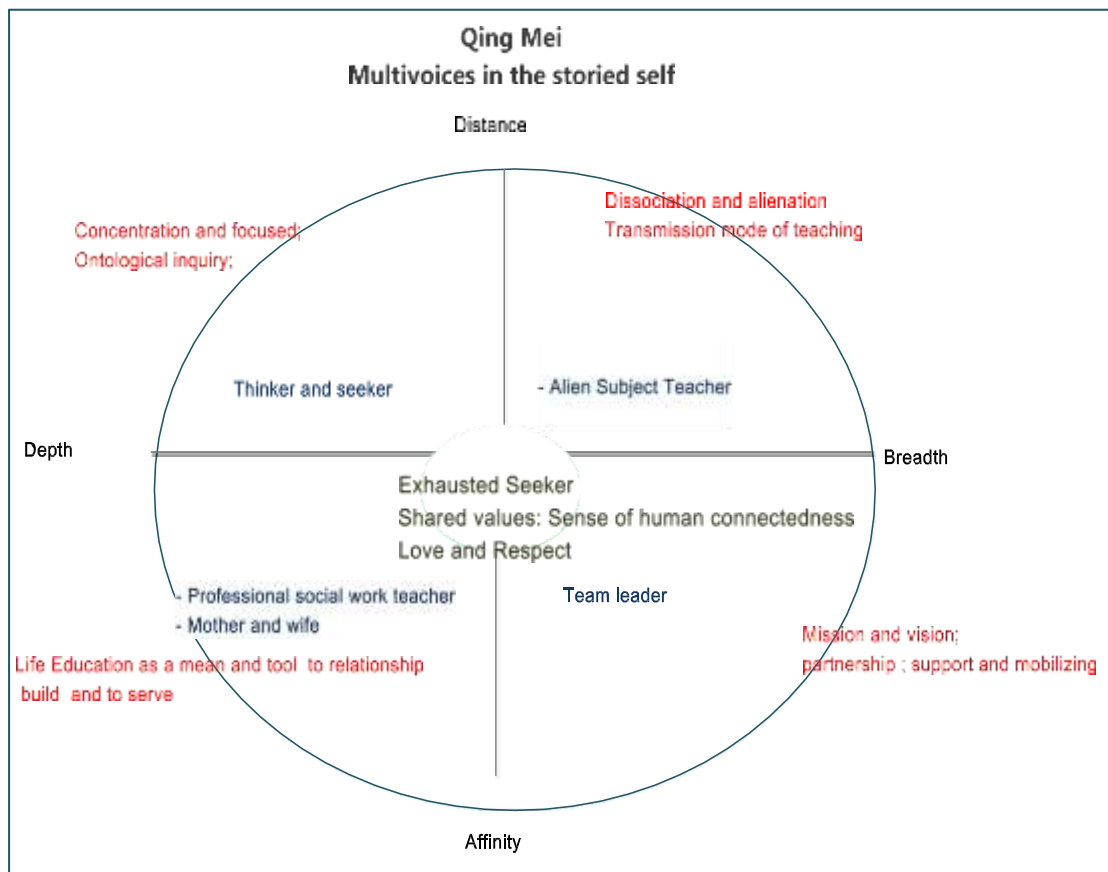 Qing Mei
Multivoices in the storied self
Distance
Dissociation and alienation
Transmission mode of teaching
Concentration and focused;
Ontological inquiry;
Thinker and seeker
- Alien Subject Teacher
Depth
Breadth
Exhausted Seeker
Shared values: Sense of human connectedness
Love and Respect
- Professional social work teacher
- Mother and wife
Team leader
Life Education as a mean and tool to relationship
build and to serve
Mission and vision;
partnership ; support and mobilizing
Affinity